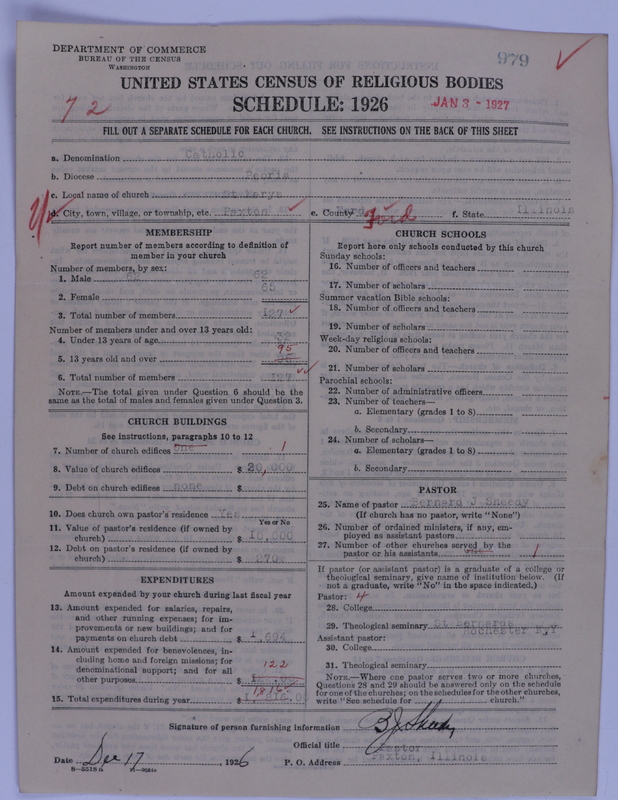 DEPARTMENT OF COMMERCE
BUREAU OF THE CENSUS
WASHINGTON
979
UNITED STATES CENSUS OF RELIGIOUS BODIES
72
SCHEDULE: 1926
JAN 3 - 1927
FILL OUT A SEPARATE SCHEDULE FOR EACH CHURCH. SEE INSTRUCTIONS ON THE BACK OF THIS SHEET
a. Denomination Catholic
b. Diocese Peoria
c. Local name of church St Marys
d. City, town, village, or township, etc. Paxton e. County Ford f. State Illinois
MEMBERSHIP
Report number of members according to definition of
member in your church
Number of members, by sex:
1. Male 62
2. Female 65
3. Total number of members 127
Number of members under and over 13 years old:
4. Under 13 years of age 32
5. 13 years old and over 95
6. Total number of members 127
NOTE.—The total given under Question 6 should be
same as the total of males and females given under Question 3.
CHURCH BUILDINGS
See instructions, paragraphs 10 to 12
7. Number of church edifices one 1
8. Value of church edifices $ 20,000
9. Debt on church edifices none $
10. Does church own pastor's residence Yes
Yes or No
11. Value of pastor's residence (if owned by
church) $ 10,000
12. Debt on pastor's residence (if owned by
church) $ 270
EXPENDITURES
Amount expended by your church during last fiscal year
13. Amount expended for salaries, repairs,
and other running expenses; for im-
provements or new buildings; and for
payments on church debt $ 1,694
14. Amount expended for benevolences, in-
cluding home and foreign missions; for
denominational support; and for all
other purposes $ 122
15. Total expenditures during year $ 1816
CHURCH SCHOOLS
Report here only schools conducted by this church
Sunday schools:
16. Number of officers and teachers
17. Number of scholars
Summer vacation Bible schools:
18. Number of officers and teachers
19. Number of scholars
Week-day religious schools:
20. Number of officers and teachers
21. Number of scholars
Parochial schools:
22. Number of administrative officers
23. Number of teachers—
a. Elementary (grades 1 to 8)
b. Secondary
24. Number of scholars—
a. Elementary (grades 1 to 8)
b. Secondary
PASTOR
25. Name of pastor Bernard J Sheedy
(If church has no pastor, write "None")
26. Number of ordained ministers, if any, em-
ployed as assistant pastors
27. Number of other churches served by the
pastor or his assistants one 1
If pastor (or assistant pastor) is a graduate of a college or
theological seminary, give name of institution below. (If
not a graduate, write "No" in the space indicated.)
Pastor: 4
28. College
29. Theological seminary St Bernards
Rochester N,Y
Assistant pastor:
30. College
31. Theological seminary
NOTE.—Where one pastor serves two or more churches,
Questions 28 and 29 should be answered only on the schedule
for one of the churches; on the schedules for the other churches,
write "See schedule for church."
Signature of person furnishing information B J Sheedy
Official title Pastor
Date Dec 17, 1926 P. O. Address Paxton, Illinois